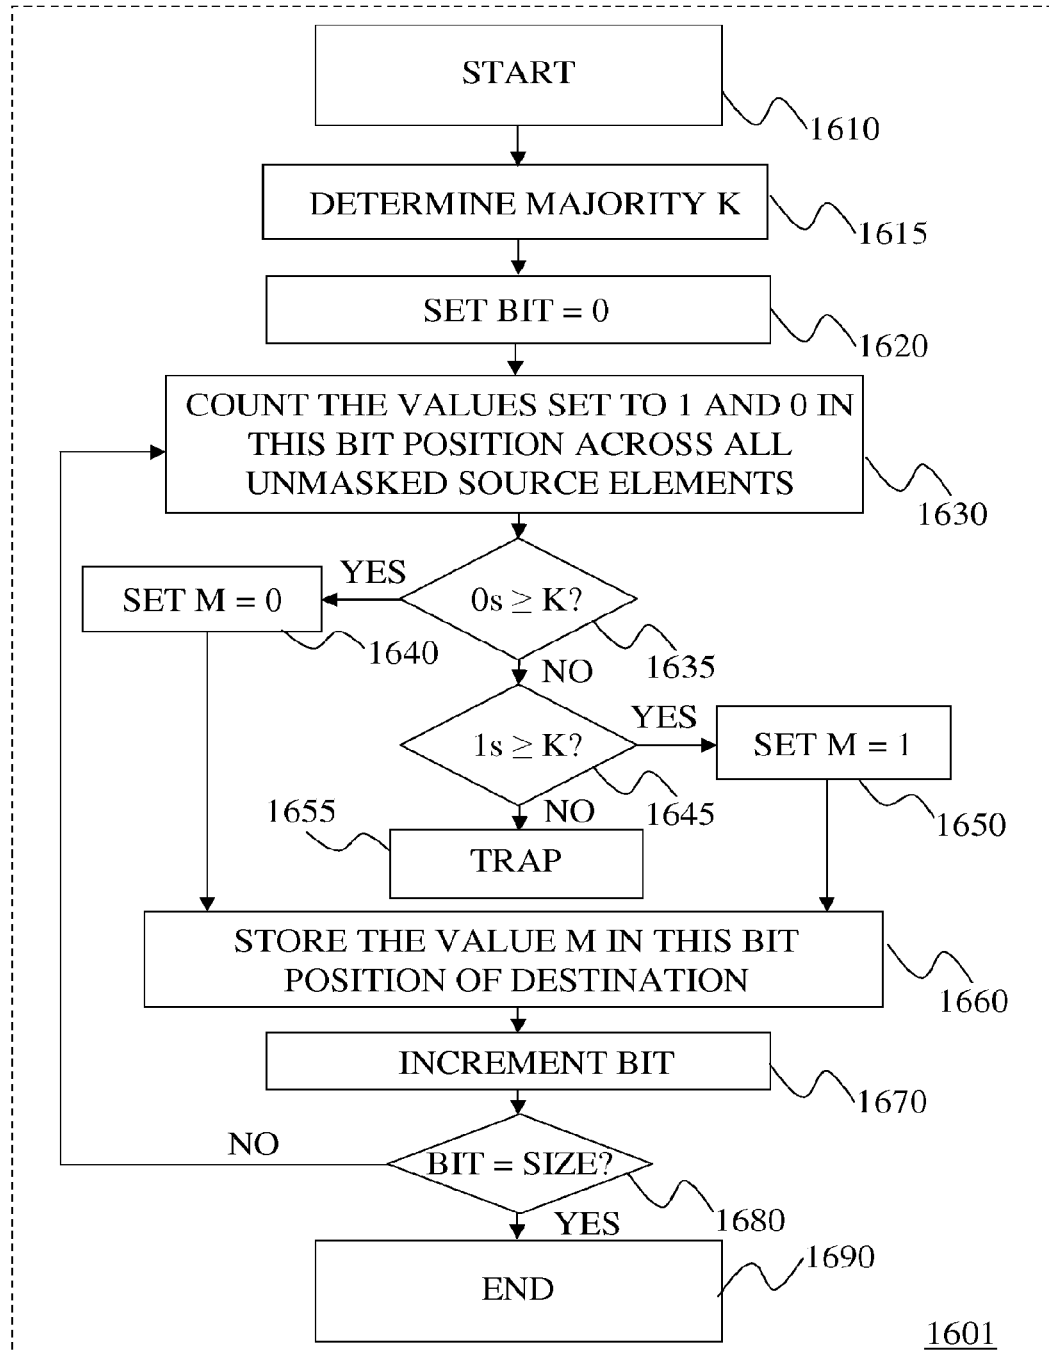 START
1610
DETERMINE MAJORITY K
1615
SET BIT = 0
1620
COUNT THE VALUES SET TO 1 AND 0 IN
THIS BIT POSITION ACROSS ALL
UNMASKED SOURCE ELEMENTS
1630
YES
SET M = 0
0s ≥ K?
1640
1635
NO
YES
1s ≥ K?
SET M = 1
1655
NO
1645
1650
TRAP
STORE THE VALUE M IN THIS BIT
POSITION OF DESTINATION
1660
INCREMENT BIT
1670
NO
BIT = SIZE?
1680
YES
1690
END
1601